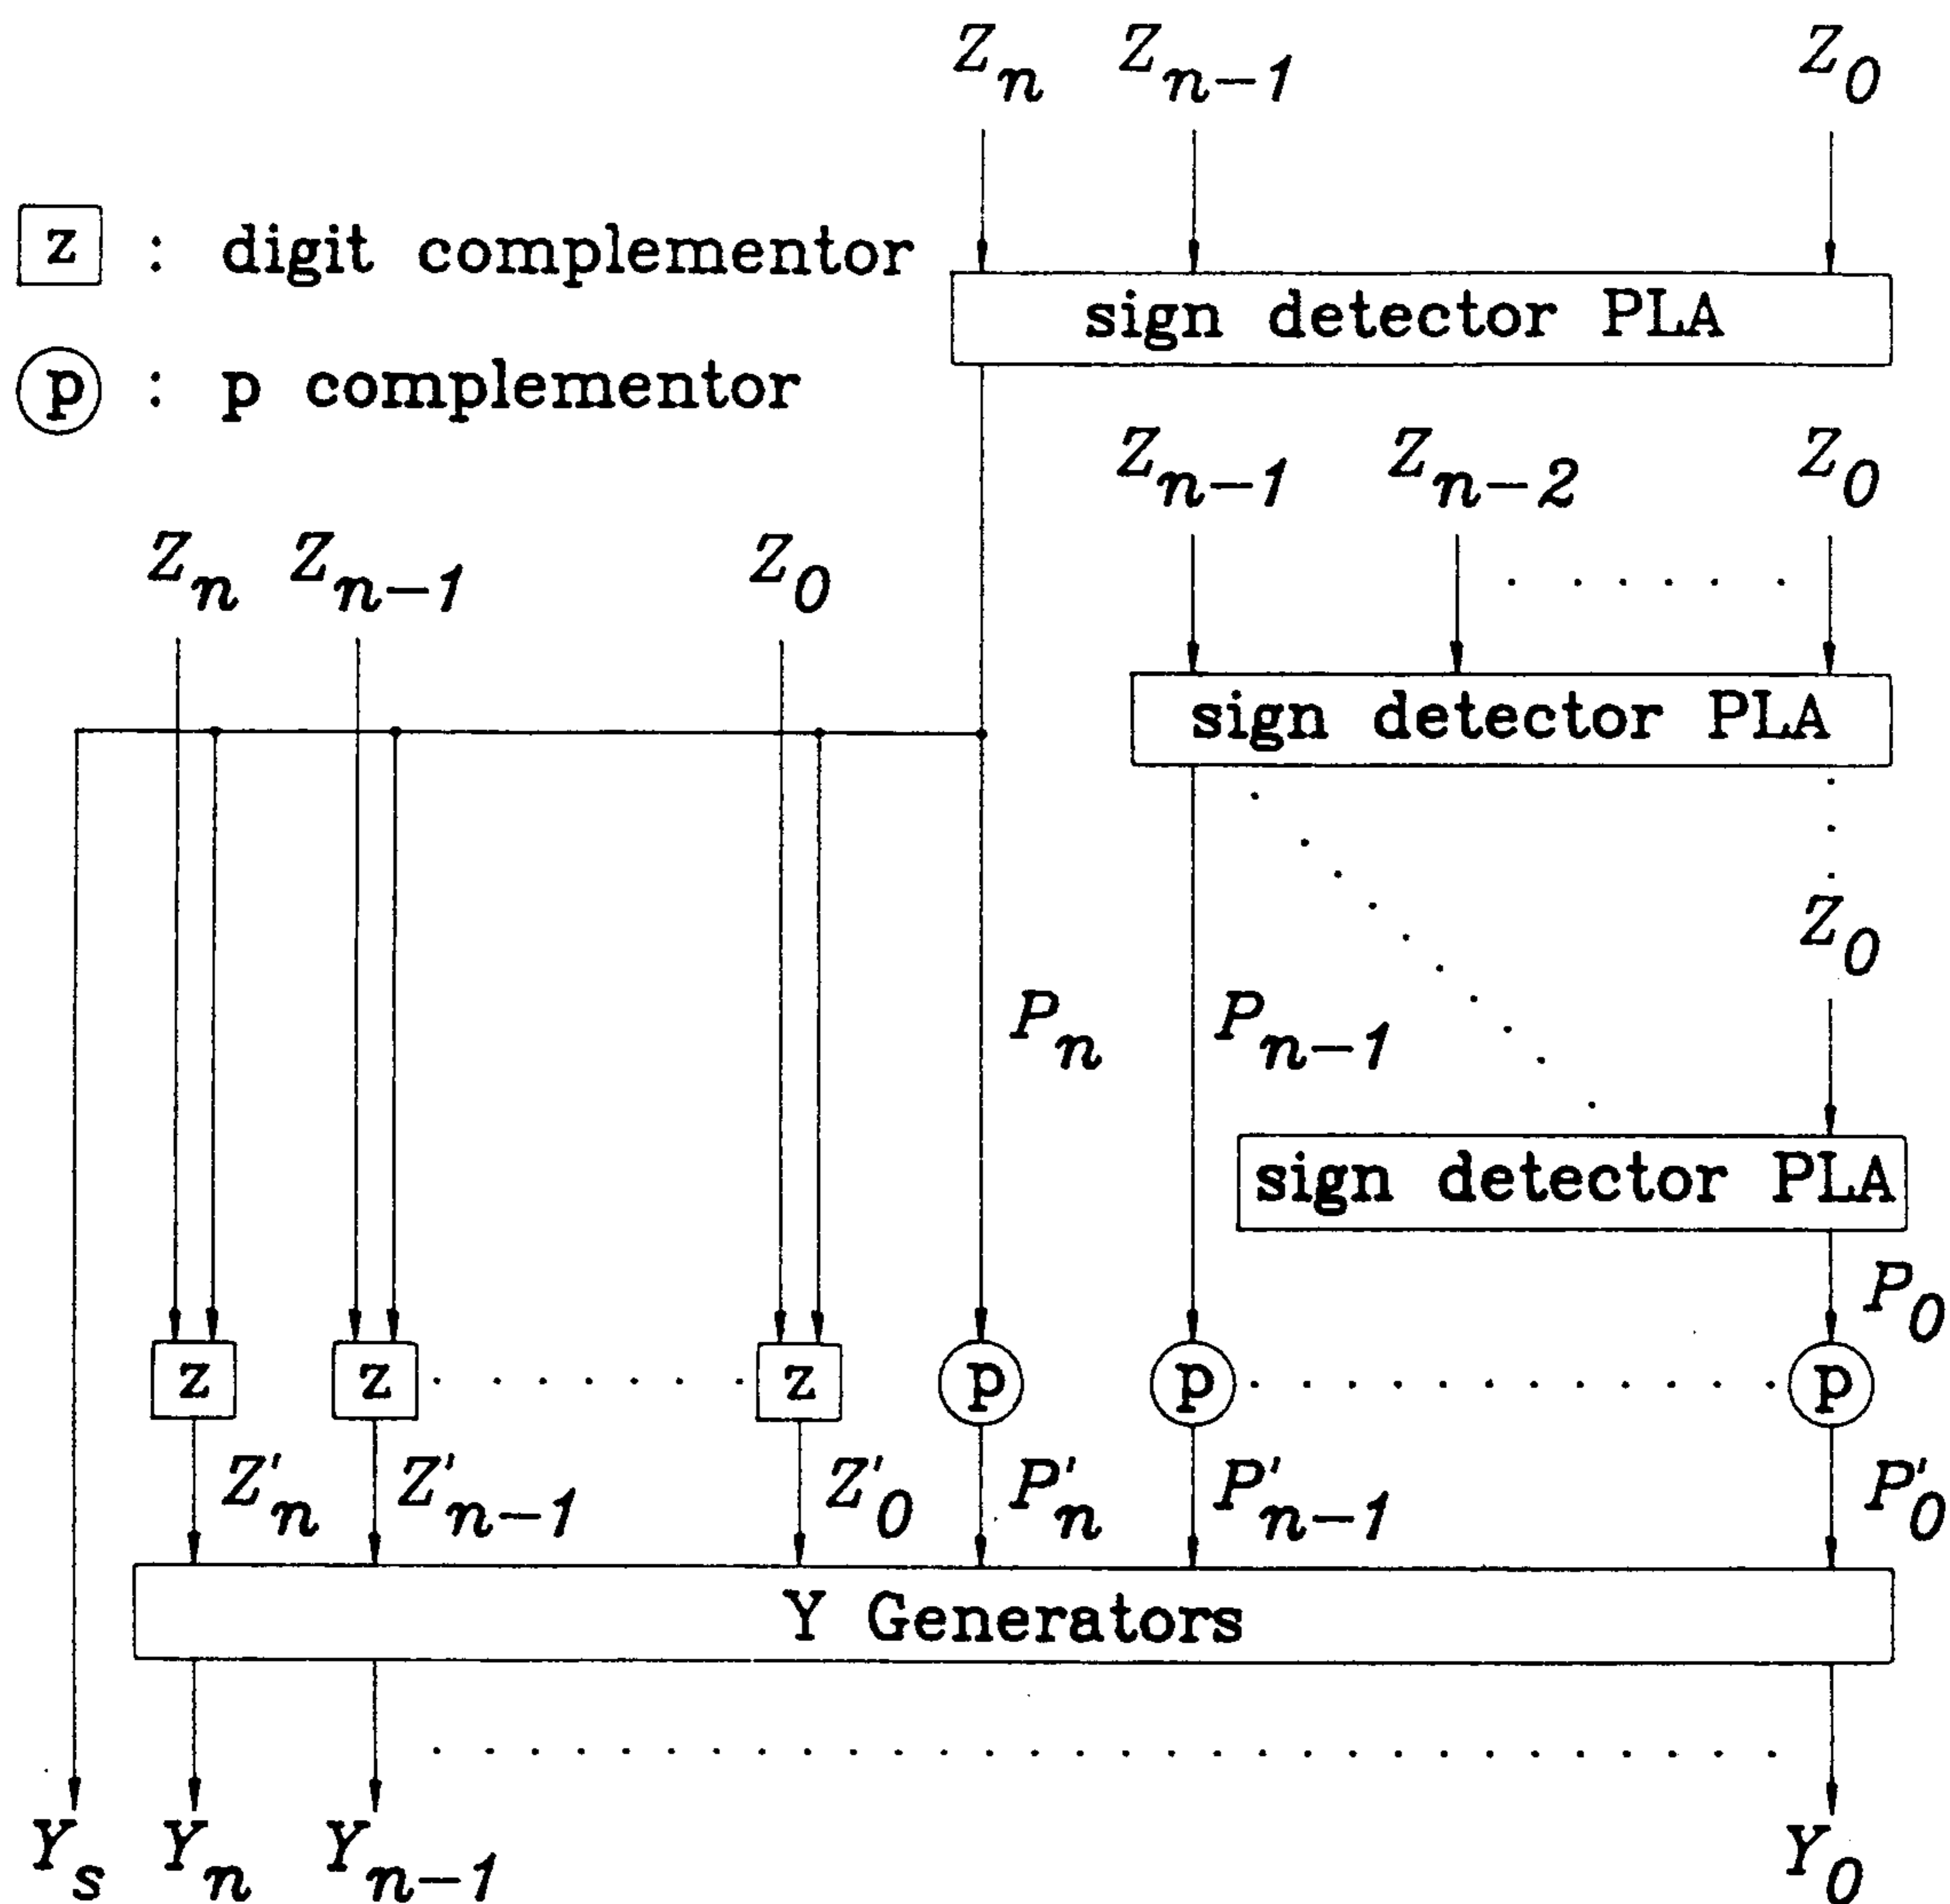 Z_n Z_{n-1} Z_0
z : digit complementor
sign detector PLA
p : p complementor
Z_{n-1} Z_{n-2} Z_0
Z_n Z_{n-1} Z_0
sign detector PLA
Z_0
P_n P_{n-1}
sign detector PLA
P_0
z z z p p p
Z'_n Z'_{n-1} Z'_0 P'_n P'_{n-1} P'_0
Y Generators
Y_s Y_n Y_{n-1} Y_0